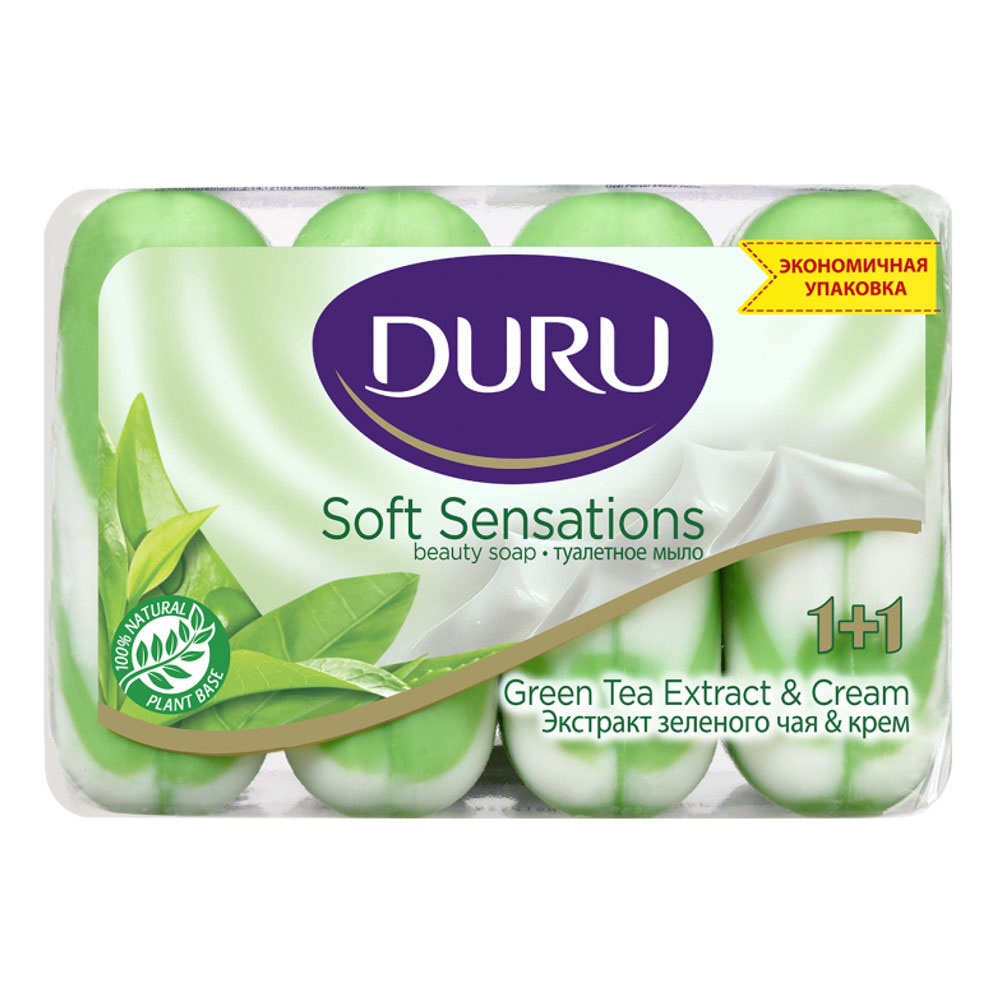 ЭКОНОМИЧНАЯ
УПАКОВКА
DURU
Soft Sensations
beauty soap • туалетное мыло
100% NATURAL
PLANT BASE
1+1
Green Tea Extract & Cream
Экстракт зеленого чая & крем